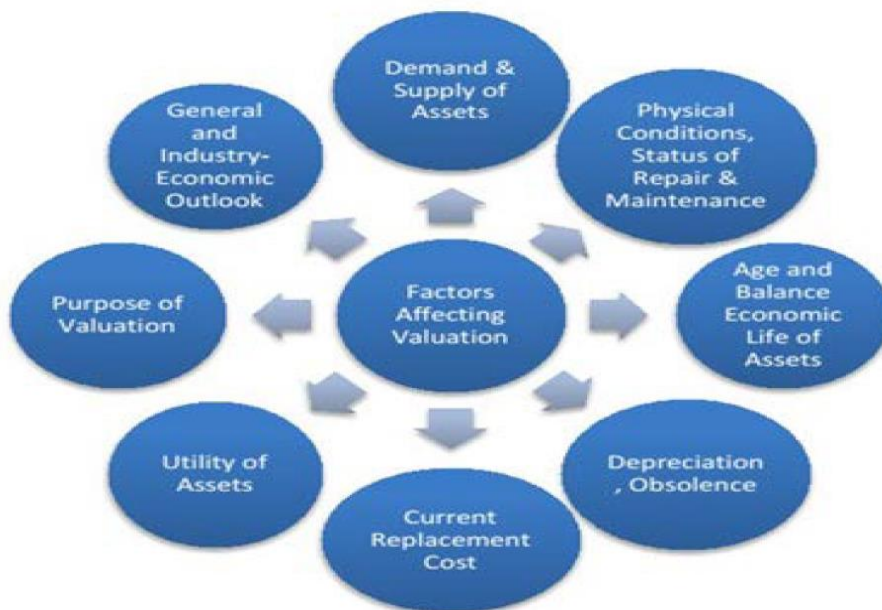 Demand &
Supply of
Assets
Physical
Conditions,
Status of
Repair &
Maintenance
Age and
Balance
Economic
Life of
Assets
Depreciation
, Obsolence
Current
Replacement
Cost
Utility of
Assets
Purpose of
Valuation
General
and
Industry-
Economic
Outlook
Factors
Affecting
Valuation